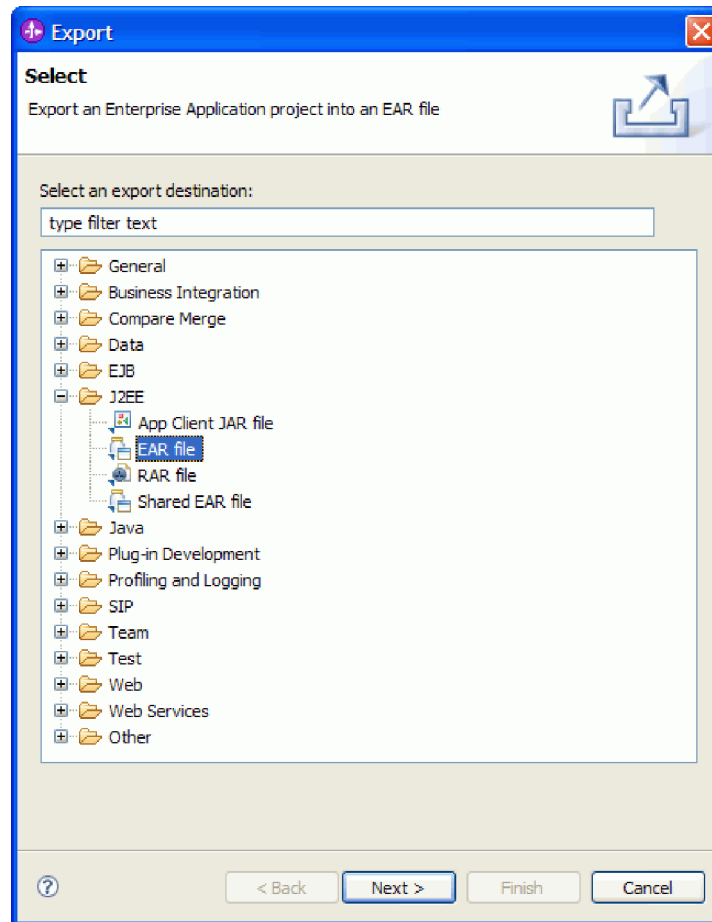 Export
Select
Export an Enterprise Application project into an EAR file
Select an export destination:
type filter text
General
Business Integration
Compare Merge
Data
EJB
J2EE
App Client JAR file
EAR file
RAR file
Shared EAR file
Java
Plug-in Development
Profiling and Logging
SIP
Team
Test
Web
Web Services
Other
< Back Next > Finish Cancel